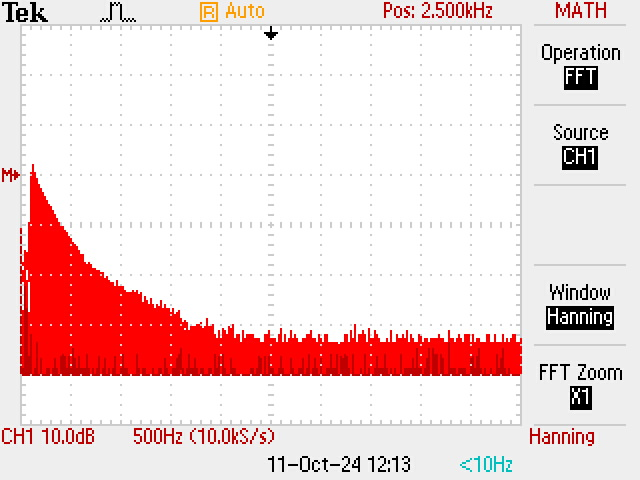 Tek R Auto Pos: 2.500kHz MATH
Operation
FFT
Source
CH1
M
Window
Hanning
FFT Zoom
X1
CH1 10.0dB 500Hz (10.0kS/s) Hanning
11-Oct-24 12:13 <10Hz